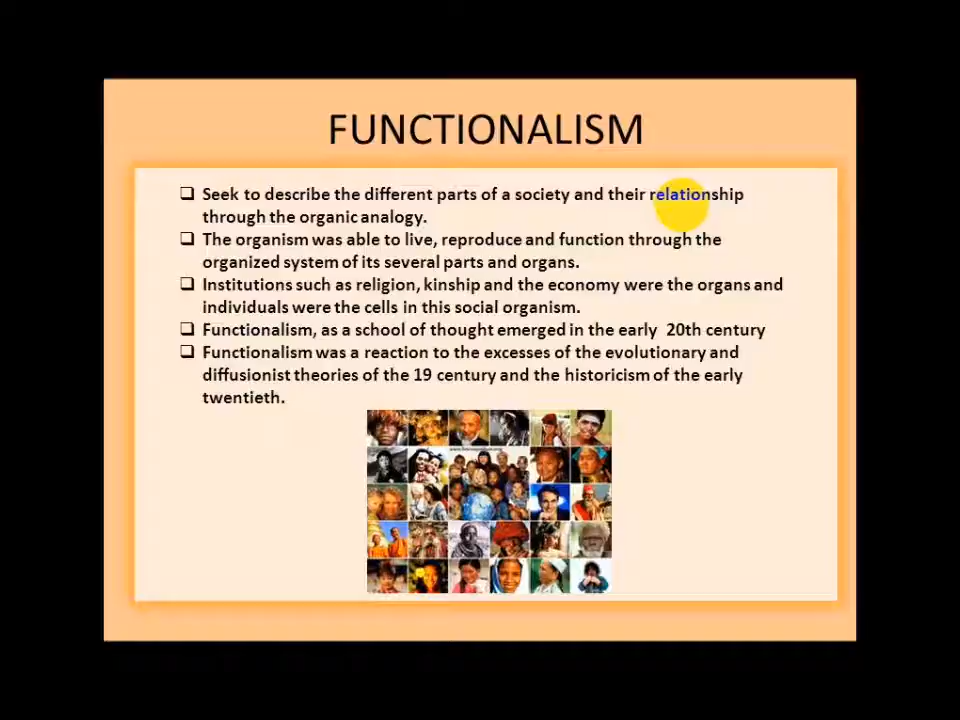 FUNCTIONALISM
❑ Seek to describe the different parts of a society and their relationship
through the organic analogy.
❑ The organism was able to live, reproduce and function through the
organized system of its several parts and organs.
❑ Institutions such as religion, kinship and the economy were the organs and
individuals were the cells in this social organism.
❑ Functionalism, as a school of thought emerged in the early 20th century
❑ Functionalism was a reaction to the excesses of the evolutionary and
diffusionist theories of the 19 century and the historicism of the early
twentieth.